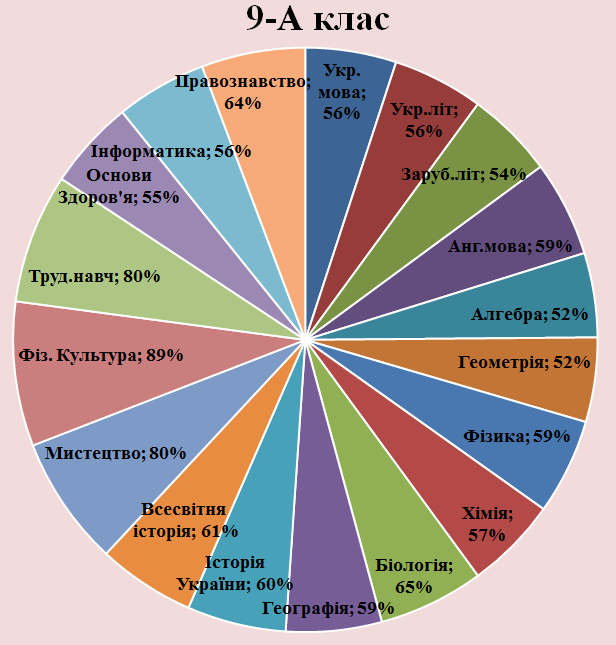 9-А клас
Укр.
мова;
56%
Укр.літ;
56%
Заруб.літ; 54%
Анг.мова; 59%
Алгебра; 52%
Геометрія; 52%
Фізика; 59%
Хімія;
57%
Біологія;
65%
Географія; 59%
Історія
України; 60%
Всесвітня
історія; 61%
Мистецтво; 80%
Фіз. Культура; 89%
Труд.навч; 80%
Основи
Здоров'я; 55%
Інформатика; 56%
Правознавство;
64%